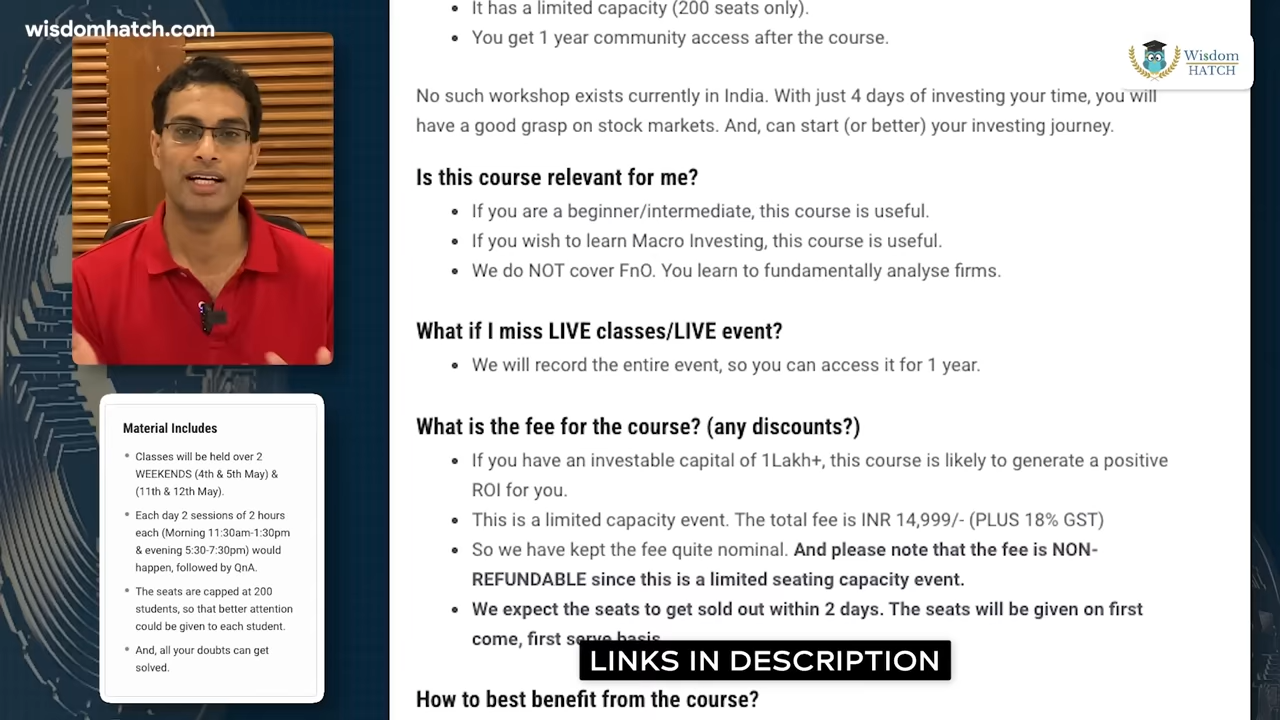 wisdomhatch.com
It has a limited capacity (200 seats only).
You get 1 year community access after the course.
Wisdom
HATCH
No such workshop exists currently in India. With just 4 days of investing your time, you will
have a good grasp on stock markets. And, can start (or better) your investing journey.
Is this course relevant for me?
If you are a beginner/intermediate, this course is useful.
If you wish to learn Macro Investing, this course is useful.
We do NOT cover FnO. You learn to fundamentally analyse firms.
What if I miss LIVE classes/LIVE event?
We will record the entire event, so you can access it for 1 year.
What is the fee for the course? (any discounts?)
If you have an investable capital of 1Lakh+, this course is likely to generate a positive
ROI for you.
This is a limited capacity event. The total fee is INR 14,999/- (PLUS 18% GST)
So we have kept the fee quite nominal. And please note that the fee is NON-
REFUNDABLE since this is a limited seating capacity event.
We expect the seats to get sold out within 2 days. The seats will be given on first
come, first serve basis
How to best benefit from the course?
Material Includes
Classes will be held over 2
WEEKENDS (4th & 5th May) &
(11th & 12th May).
Each day 2 sessions of 2 hours
each (Morning 11:30am-1:30pm
& evening 5:30-7:30pm) would
happen, followed by QnA.
The seats are capped at 200
students, so that better attention
could be given to each student.
And, all your doubts can get
solved.
LINKS IN DESCRIPTION